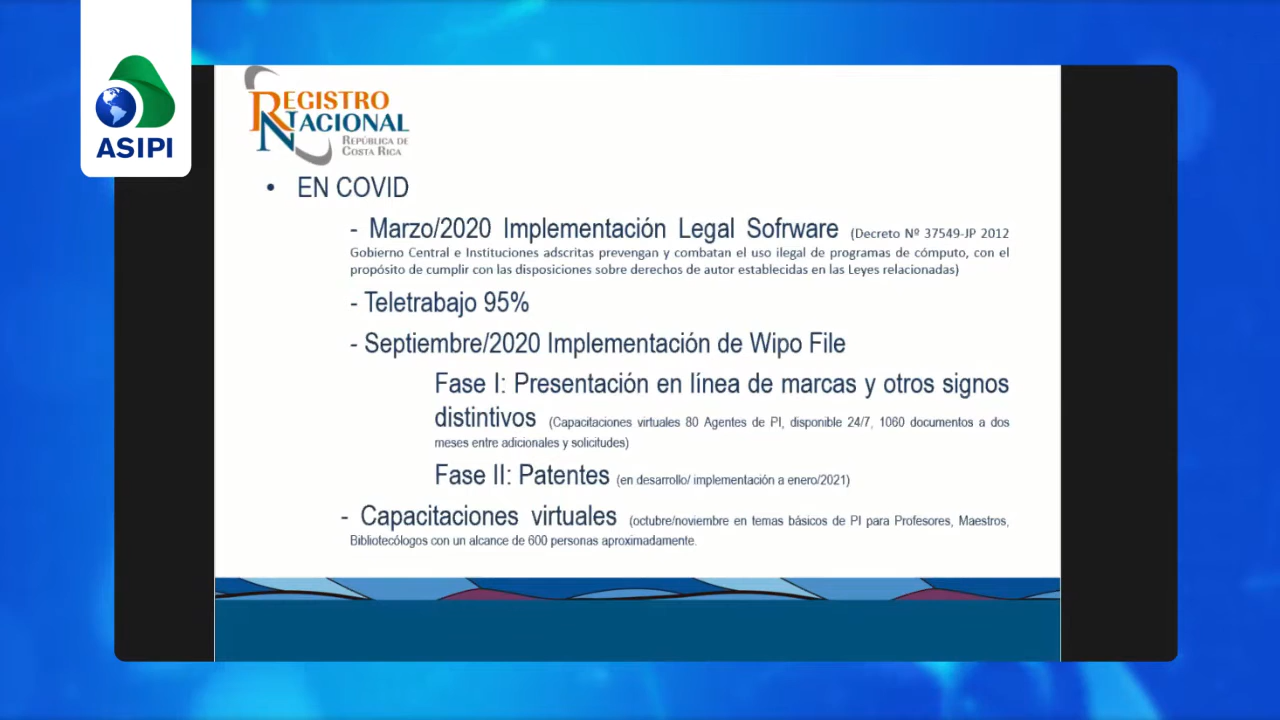 ASIPI
REGISTRO
NACIONAL
REPÚBLICA DE
COSTA RICA
• EN COVID
- Marzo/2020 Implementación Legal Sofrware (Decreto Nº 37549-JP 2012
Gobierno Central e Instituciones adscritas prevengan y combatan el uso ilegal de programas de cómputo, con el
propósito de cumplir con las disposiciones sobre derechos de autor establecidas en las Leyes relacionadas)
- Teletrabajo 95%
- Septiembre/2020 Implementación de Wipo File
Fase I: Presentación en línea de marcas y otros signos
distintivos (Capacitaciones virtuales 80 Agentes de PI, disponible 24/7, 1060 documentos a dos
meses entre adicionales y solicitudes)
Fase II: Patentes (en desarrollo/ implementación a enero/2021)
- Capacitaciones virtuales (octubre/noviembre en temas básicos de PI para Profesores, Maestros,
Bibliotecólogos con un alcance de 600 personas aproximadamente.